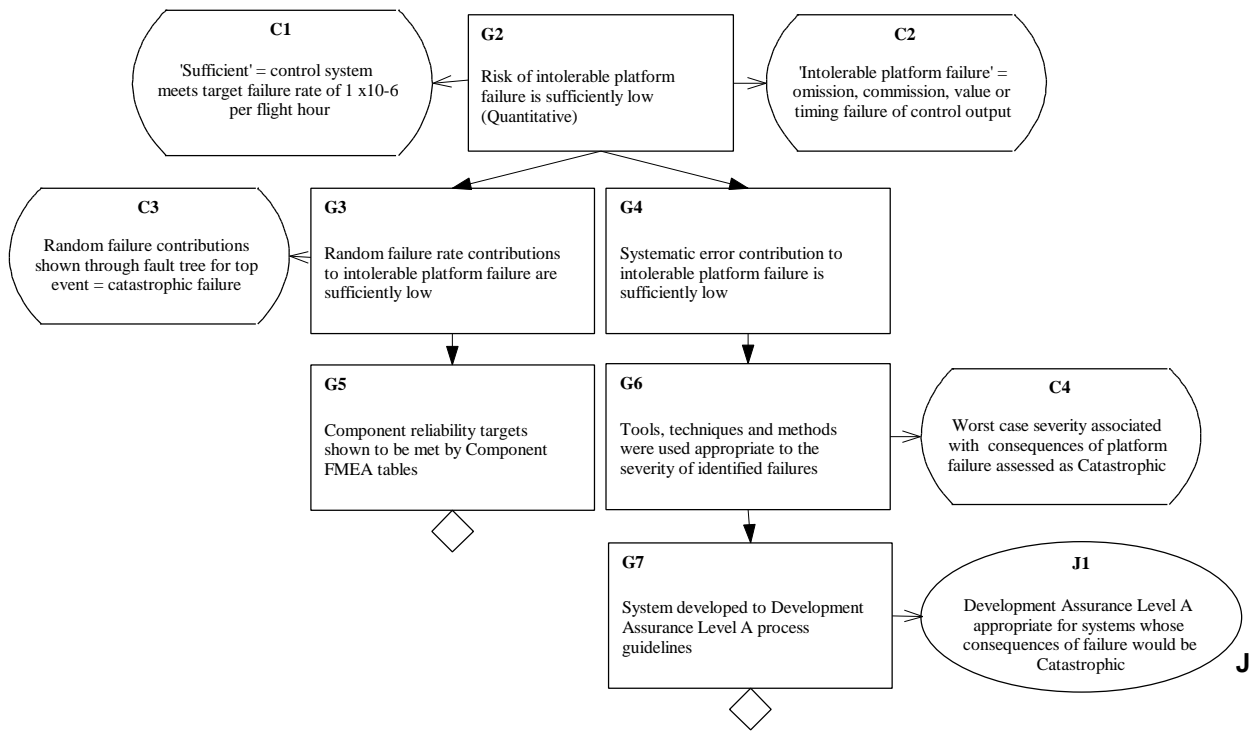 C1
'Sufficient' = control system
meets target failure rate of 1 x10-6
per flight hour
G2
Risk of intolerable platform
failure is sufficiently low
(Quantitative)
C2
'Intolerable platform failure' =
omission, commission, value or
timing failure of control output
C3
Random failure contributions
shown through fault tree for top
event = catastrophic failure
G3
Random failure rate contributions
to intolerable platform failure are
sufficiently low
G4
Systematic error contribution to
intolerable platform failure is
sufficiently low
G5
Component reliability targets
shown to be met by Component
FMEA tables
G6
Tools, techniques and methods
were used appropriate to the
severity of identified failures
C4
Worst case severity associated
with consequences of platform
failure assessed as Catastrophic
G7
System developed to Development
Assurance Level A process
guidelines
J1
Development Assurance Level A
appropriate for systems whose
consequences of failure would be
Catastrophic
J